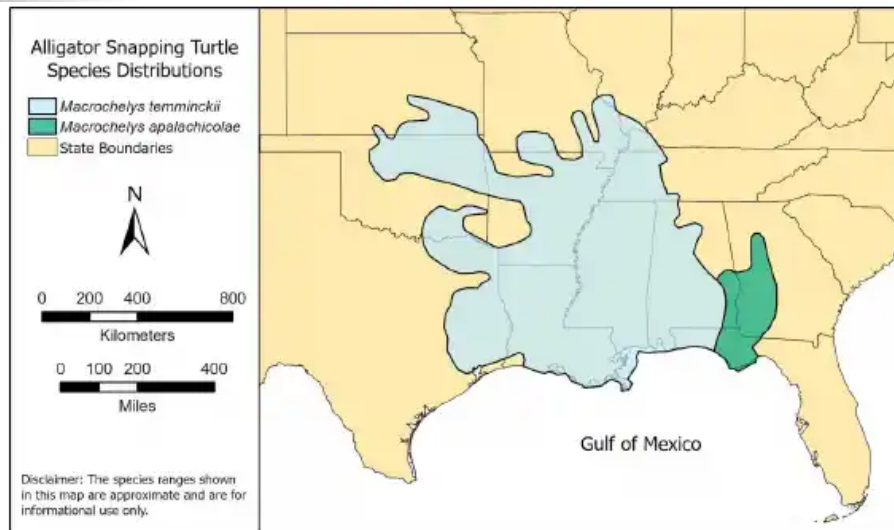 Alligator Snapping Turtle
Species Distributions
Macrochelys temminckii
Macrochelys apalachicolae
State Boundaries
N
0 200 400 800
Kilometers
0 100 200 400
Miles
Gulf of Mexico
Disclaimer: The species ranges shown
in this map are approximate and are for
informational use only.